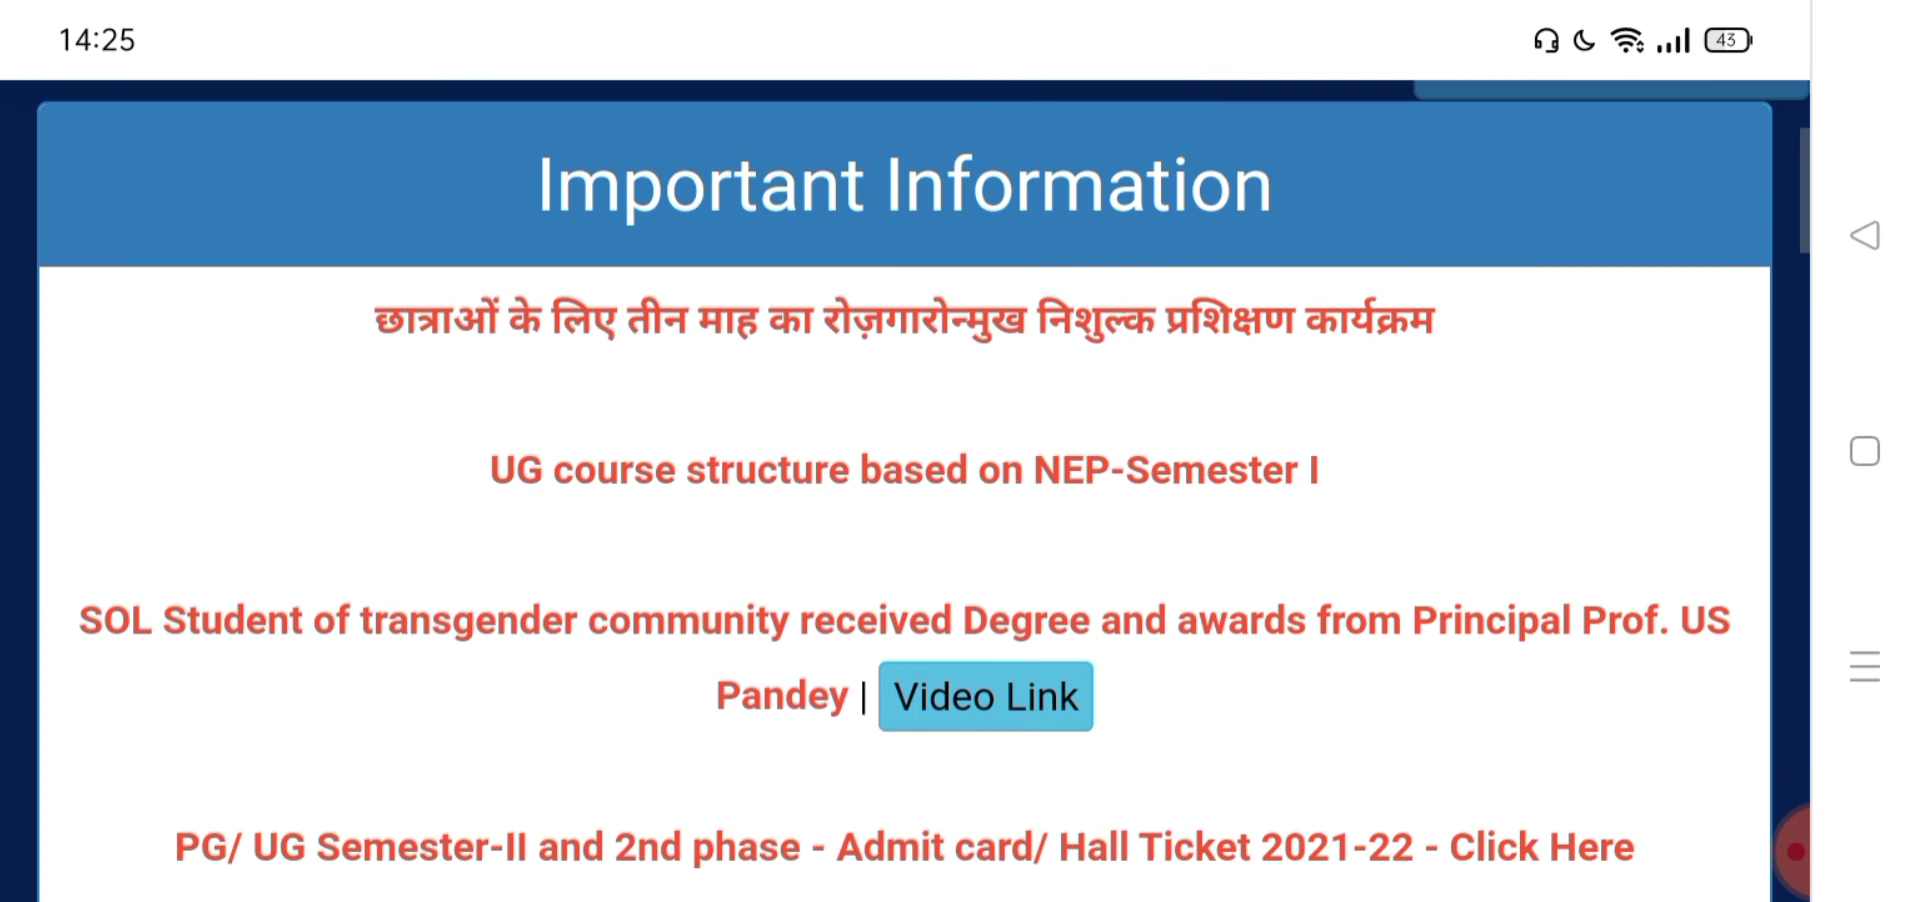 14:25
43
Important Information
छात्राओं के लिए तीन माह का रोज़गारोन्मुख निशुल्क प्रशिक्षण कार्यक्रम
UG course structure based on NEP-Semester I
SOL Student of transgender community received Degree and awards from Principal Prof. US
Pandey | Video Link
PG/ UG Semester-II and 2nd phase - Admit card/ Hall Ticket 2021-22 - Click Here